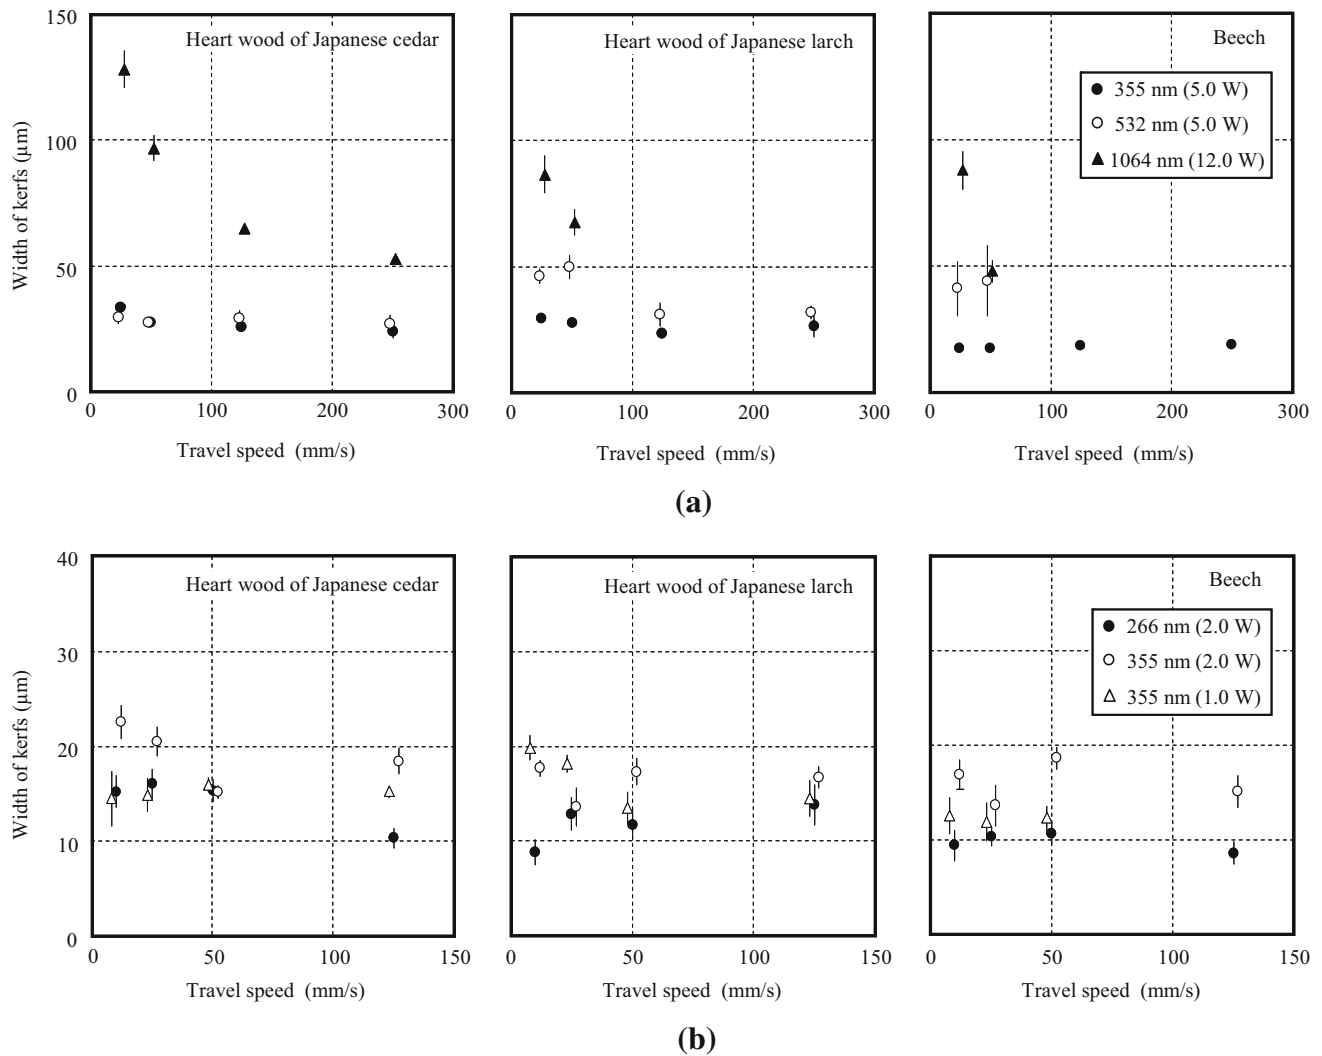 150
100
50
0
Width of kerfs (μm)
Heart wood of Japanese cedar
0 100 200 300
Travel speed (mm/s)
Heart wood of Japanese larch
0 100 200 300
Travel speed (mm/s)
Beech
355 nm (5.0 W)
532 nm (5.0 W)
1064 nm (12.0 W)
0 100 200 300
Travel speed (mm/s)
(a)
40
30
20
10
0
Width of kerfs (μm)
Heart wood of Japanese cedar
0 50 100 150
Travel speed (mm/s)
Heart wood of Japanese larch
0 50 100 150
Travel speed (mm/s)
Beech
266 nm (2.0 W)
355 nm (2.0 W)
355 nm (1.0 W)
0 50 100 150
Travel speed (mm/s)
(b)